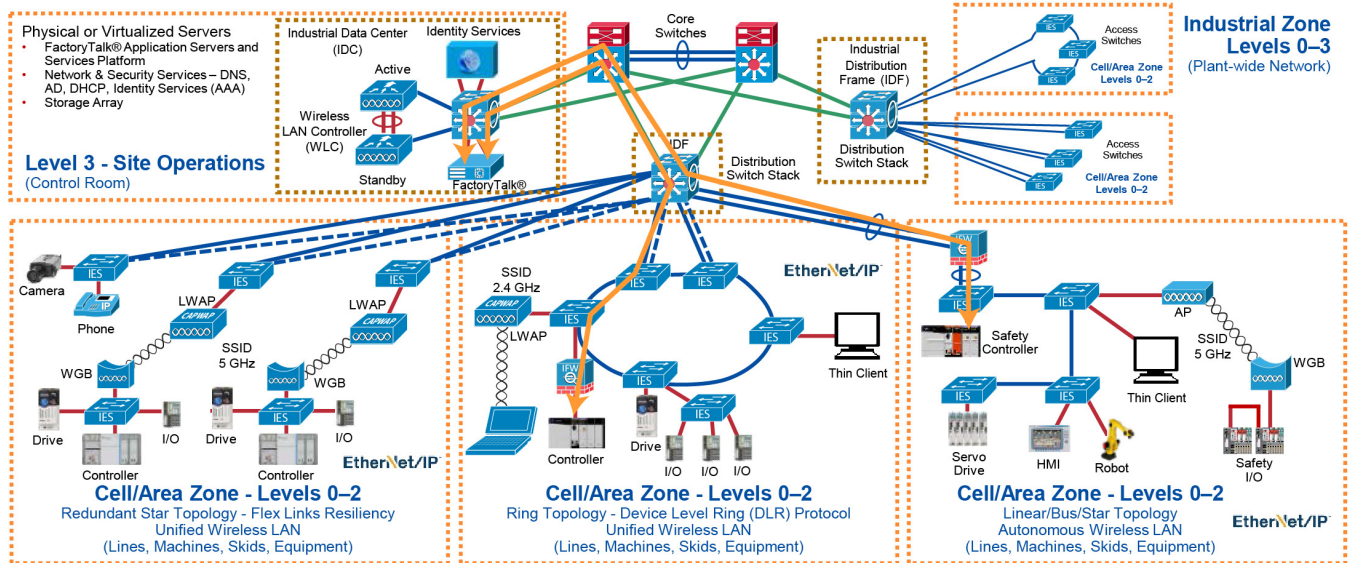 Physical or Virtualized Servers
• FactoryTalk® Application Servers and
Services Platform
• Network & Security Services – DNS,
AD, DHCP, Identity Services (AAA)
• Storage Array
Level 3 - Site Operations
(Control Room)
Industrial Data Center
(IDC)
Identity Services
Active
Wireless
LAN Controller
(WLC)
Standby
FactoryTalk®
Core
Switches
IDF
Distribution
Switch Stack
Industrial
Distribution
Frame (IDF)
Distribution
Switch Stack
IES
IES
IES
Access
Switches
Cell/Area Zone
Levels 0–2
IES
IES
IES
Access
Switches
Cell/Area Zone
Levels 0–2
Industrial Zone
Levels 0–3
(Plant-wide Network)
Camera
IES
IP
Phone
IES
LWAP
CAPWAP
IES
LWAP
CAPWAP
SSID
5 GHz
WGB
WGB
IES
IES
Drive
I/O
Drive
I/O
Controller
Controller
EtherNet/IP™
Cell/Area Zone - Levels 0–2
Redundant Star Topology - Flex Links Resiliency
Unified Wireless LAN
(Lines, Machines, Skids, Equipment)
SSID
2.4 GHz
CAPWAP
LWAP
IES
IES
IES
EtherNet/IP™
IES
Thin Client
IFW
IES
IES
Controller
Drive
I/O
I/O
I/O
Cell/Area Zone - Levels 0–2
Ring Topology - Device Level Ring (DLR) Protocol
Unified Wireless LAN
(Lines, Machines, Skids, Equipment)
IFW
IES
IES
AP
Safety
Controller
SSID
5 GHz
WGB
Thin Client
IES
IES
Servo
Drive
HMI
Robot
Safety
I/O
Cell/Area Zone - Levels 0–2
Linear/Bus/Star Topology
Autonomous Wireless LAN
(Lines, Machines, Skids, Equipment)
EtherNet/IP™